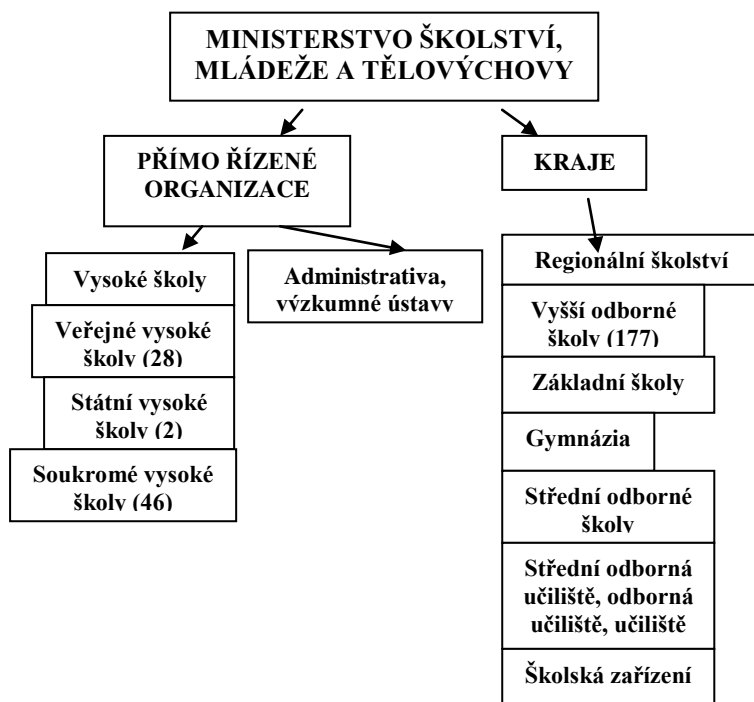 MINISTERSTVO ŠKOLSTVÍ,
MLÁDEŽE A TĚLOVÝCHOVY
PŘÍMO ŘÍZENÉ
ORGANIZACE
KRAJE
Vysoké školy
Veřejné vysoké
školy (28)
Státní vysoké
školy (2)
Soukromé vysoké
školy (46)
Administrativa,
výzkumné ústavy
Regionální školství
Vyšší odborné
školy (177)
Základní školy
Gymnázia
Střední odborné
školy
Střední odborná
učiliště, odborná
učiliště, učiliště
Školská zařízení